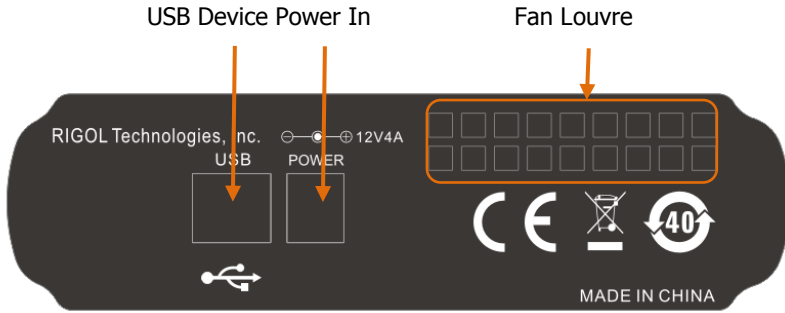 USB Device Power In Fan Louvre
RIGOL Technologies, Inc. 12V4A
USB POWER
CE 40
MADE IN CHINA